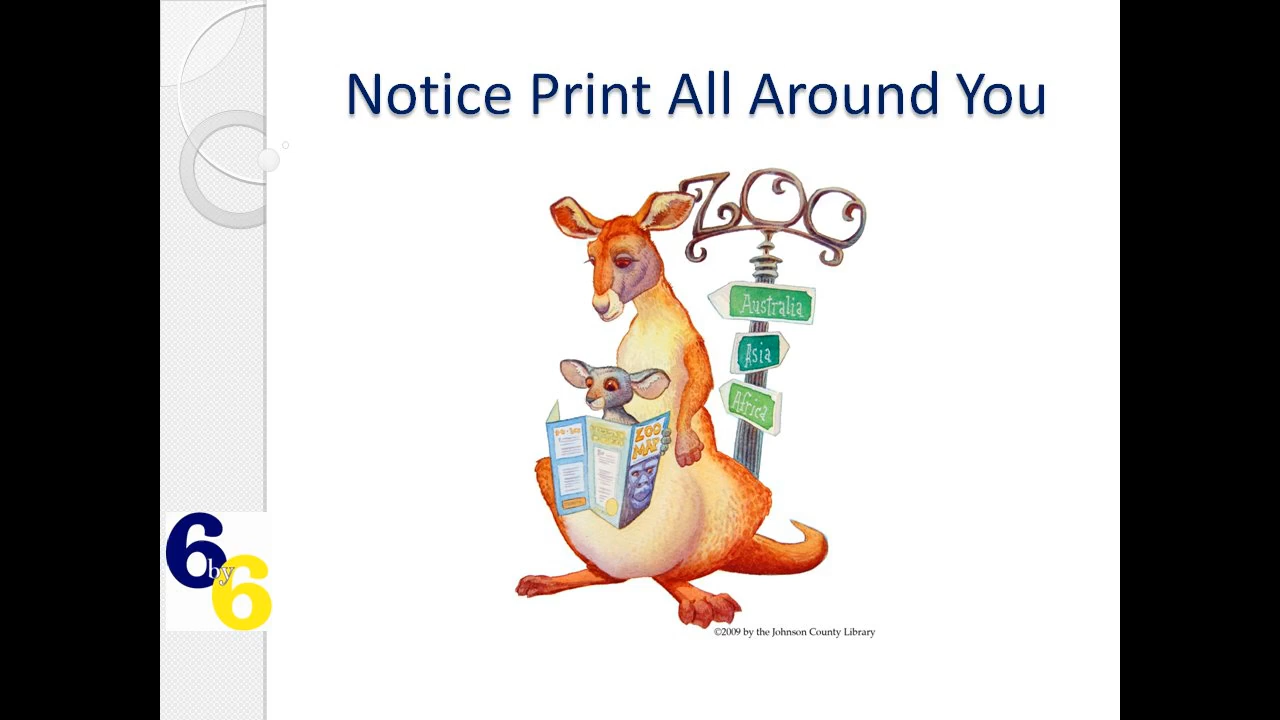 Notice Print All Around You
ZOO
Australia
Asia
Africa
ZOO
MAP
6
by
6
©2009 by the Johnson County Library